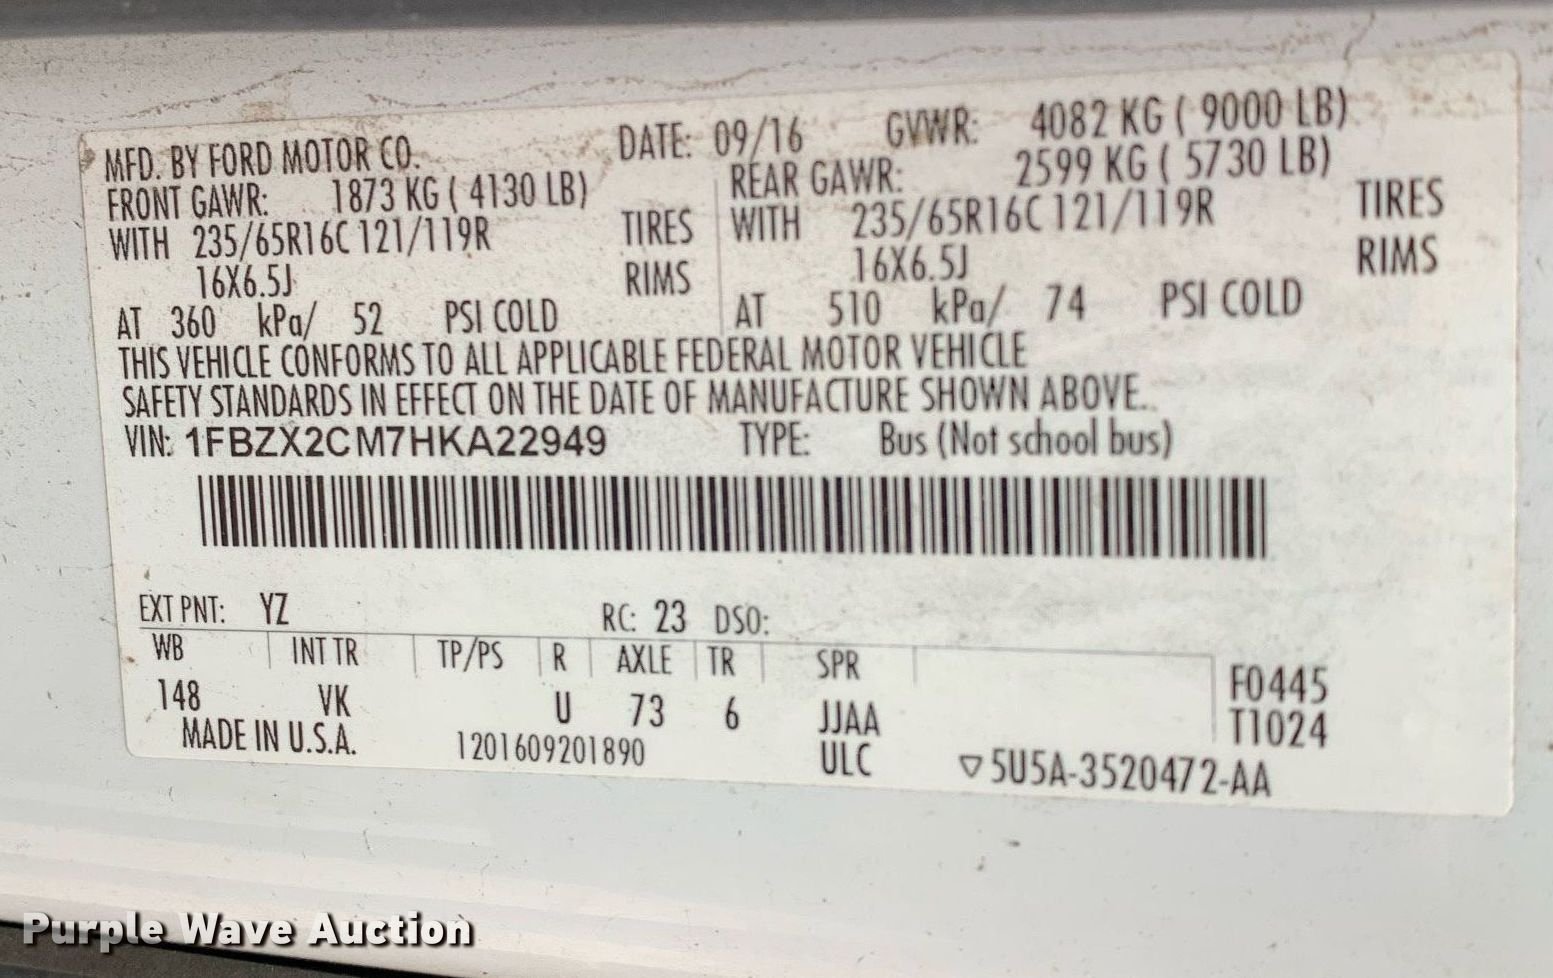 MFD. BY FORD MOTOR CO. DATE: 09/16 GVWR: 4082 KG ( 9000 LB)
FRONT GAWR: 1873 KG ( 4130 LB) REAR GAWR: 2599 KG ( 5730 LB)
WITH 235/65R16C 121/119R TIRES WITH 235/65R16C 121/119R TIRES
16X6.5J RIMS 16X6.5J RIMS
AT 360 kPa/ 52 PSI COLD AT 510 kPa/ 74 PSI COLD
THIS VEHICLE CONFORMS TO ALL APPLICABLE FEDERAL MOTOR VEHICLE
SAFETY STANDARDS IN EFFECT ON THE DATE OF MANUFACTURE SHOWN ABOVE.
VIN: 1FBZX2CM7HKA22949 TYPE: Bus (Not school bus)
EXT PNT: YZ RC: 23 DSO:
WB INT TR TP/PS R AXLE TR SPR
148 VK U 73 6 JJAA F0445
T1024
MADE IN U.S.A. 1201609201890 ULC ▽5U5A-3520472-AA
Purple Wave Auction